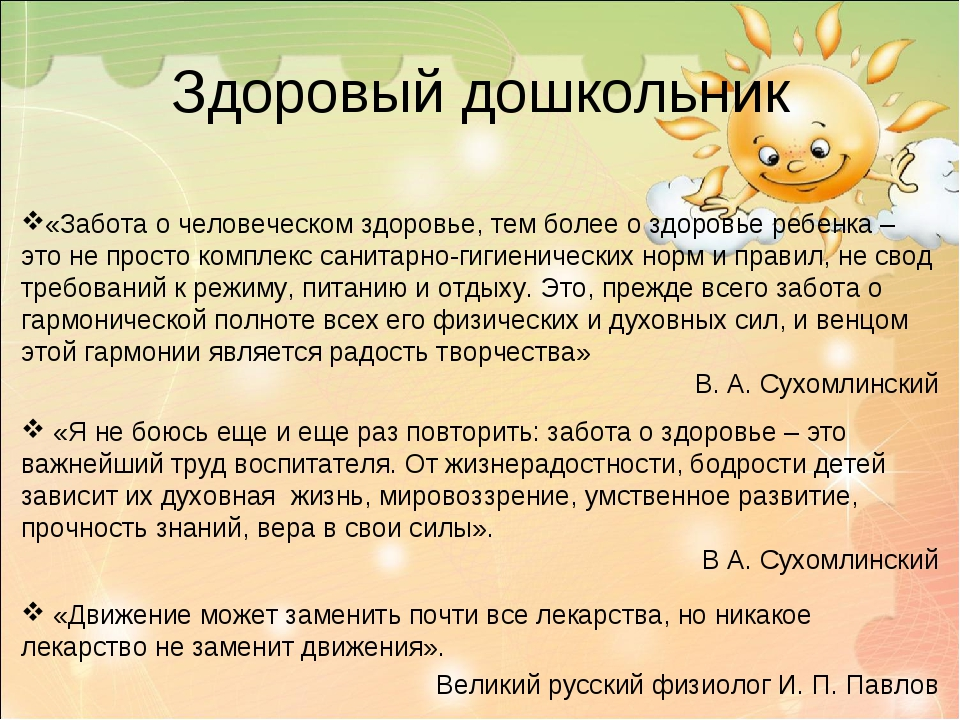 Здоровый дошкольник
❖«Забота о человеческом здоровье, тем более о здоровье ребенка –
это не просто комплекс санитарно-гигиенических норм и правил, не свод
требований к режиму, питанию и отдыху. Это, прежде всего забота о
гармонической полноте всех его физических и духовных сил, и венцом
этой гармонии является радость творчества»
В. А. Сухомлинский
❖ «Я не боюсь еще и еще раз повторить: забота о здоровье – это
важнейший труд воспитателя. От жизнерадостности, бодрости детей
зависит их духовная  жизнь, мировоззрение, умственное развитие,
прочность знаний, вера в свои силы».
В А. Сухомлинский
❖ «Движение может заменить почти все лекарства, но никакое
лекарство не заменит движения».
Великий русский физиолог И. П. Павлов